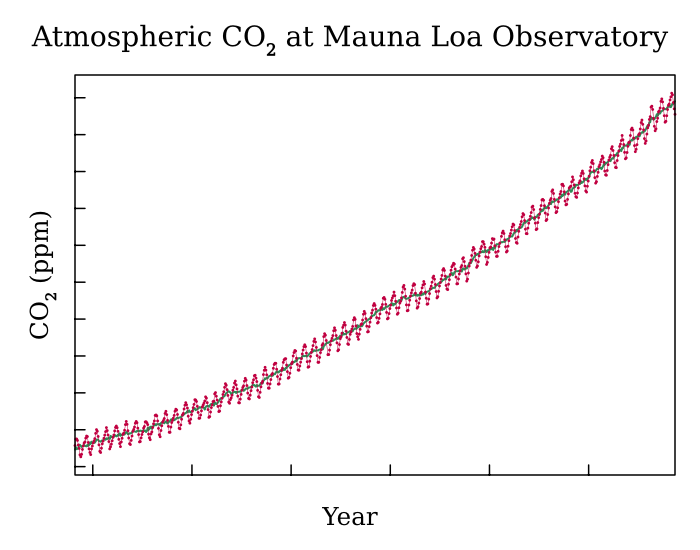 Atmospheric CO₂ at Mauna Loa Observatory
CO₂ (ppm)
Year